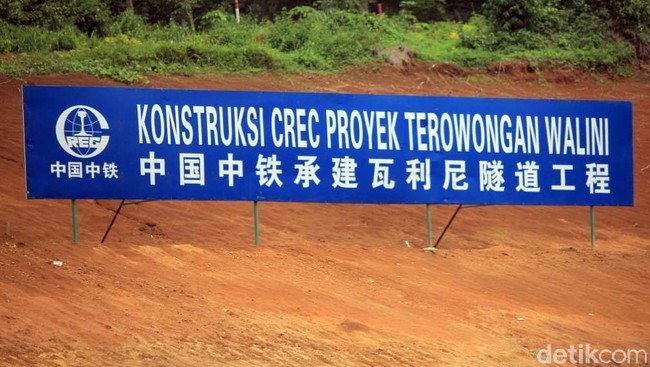 KONSTRUKSI CREC PROYEK TEROWONGAN WALINI
CREC
中国中铁
中国中铁承建瓦利尼隧道工程
detikcom